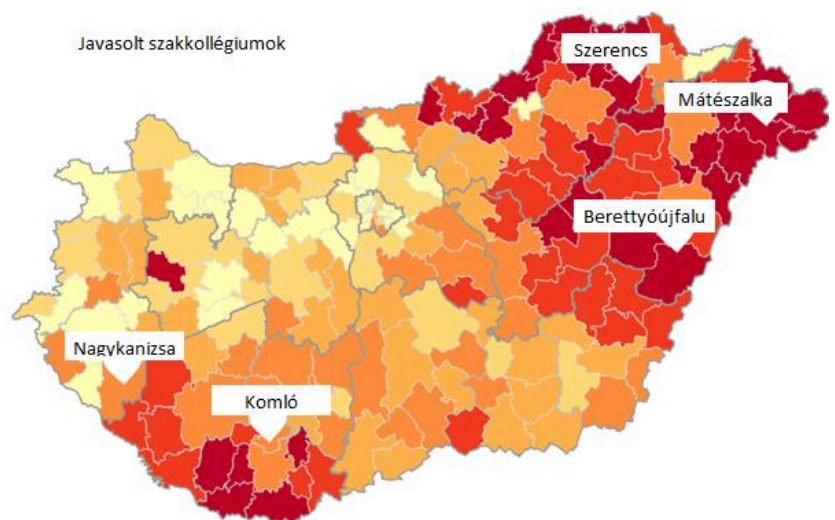 Javasolt szakkollégiumok
Szerencs
Mátészalka
Berettyóújfalu
Nagykanizsa
Komló